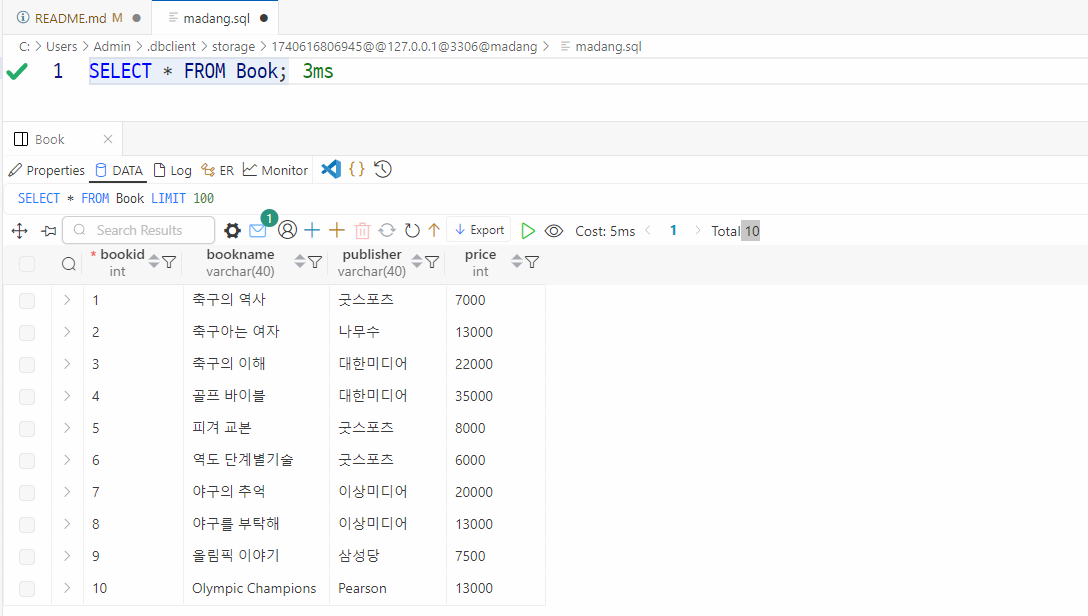 README.md M
madang.sql
C: > Users > Admin > .dbclient > storage > 1740616806945@@127.0.0.1@3306@madang > madang.sql
1 SELECT * FROM Book; 3ms
Book
Properties DATA Log ER Monitor { }
SELECT * FROM Book LIMIT 100
Search Results 1 Export Cost: 5ms < 1 > Total 10
* bookid bookname publisher price
int varchar(40) varchar(40) int
1 축구의 역사 굿스포츠 7000
2 축구아는 여자 나무수 13000
3 축구의 이해 대한미디어 22000
4 골프 바이블 대한미디어 35000
5 피겨 교본 굿스포츠 8000
6 역도 단계별기술 굿스포츠 6000
7 야구의 추억 이상미디어 20000
8 야구를 부탁해 이상미디어 13000
9 올림픽 이야기 삼성당 7500
10 Olympic Champions Pearson 13000